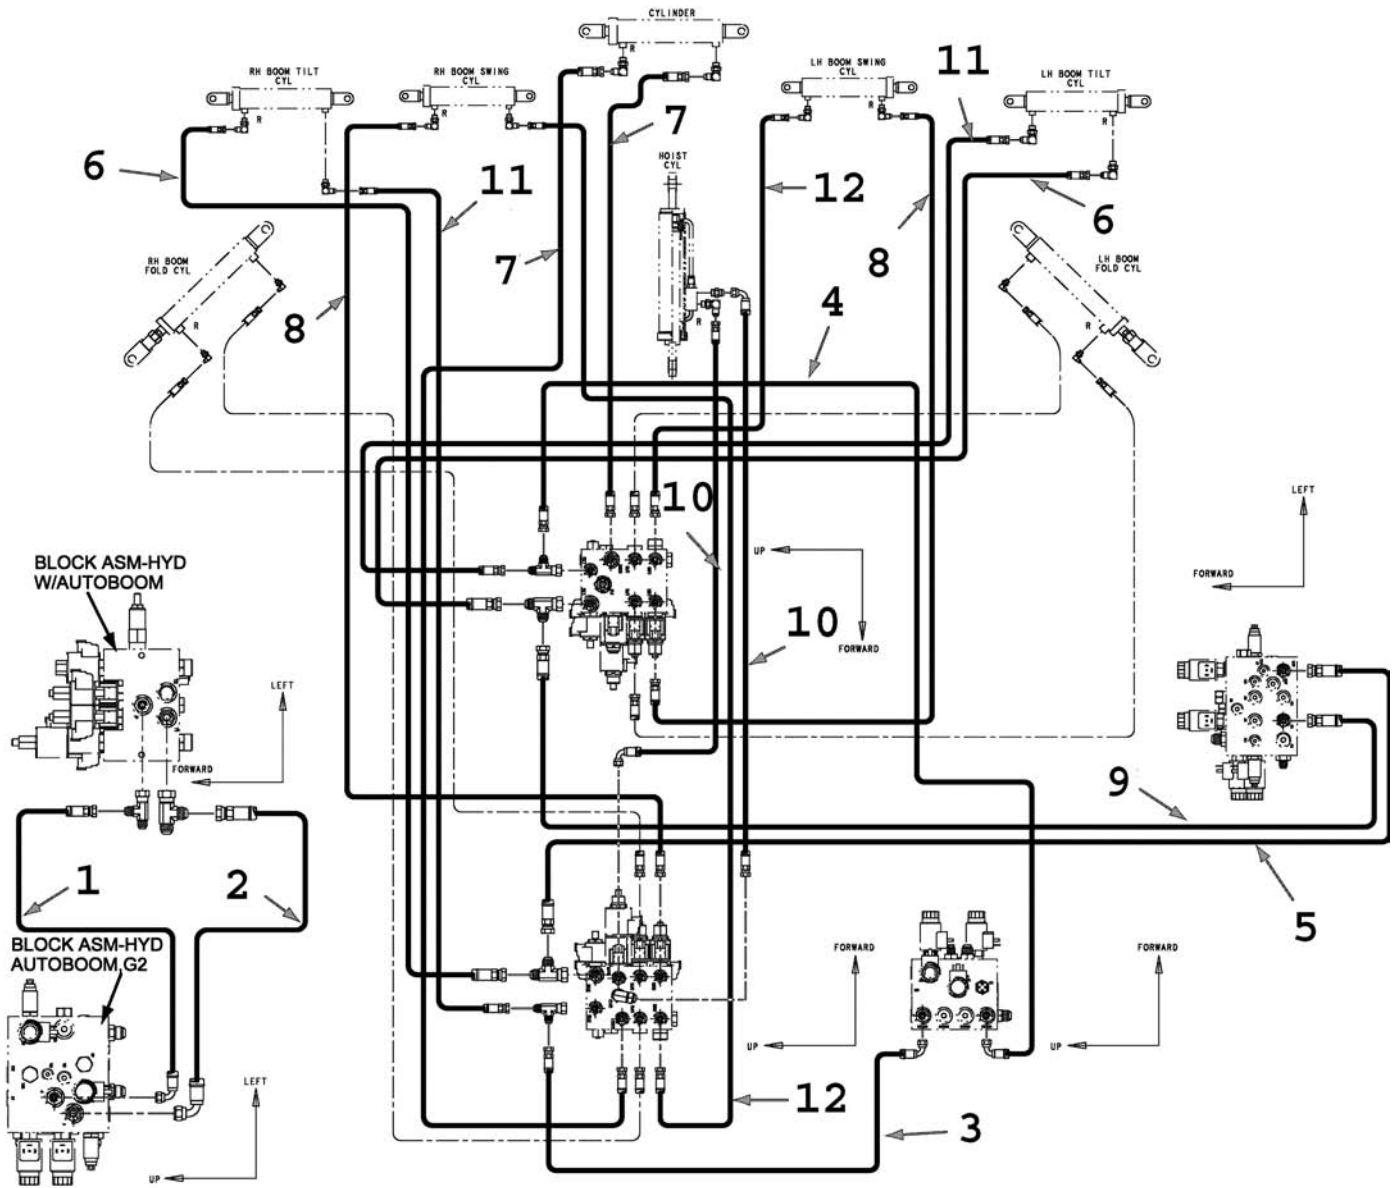 CYLINDER
R
RH BOOM TILT
CYL
R
RH BOOM SWING
CYL
R
LH BOOM SWING
CYL
R
11
LH BOOM TILT
CYL
R
7
HOIST
CYL
6
11
12
6
RH BOOM
FOLD CYL
R
7
8
LH BOOM
FOLD CYL
R
8
R
4
10
LEFT
BLOCK ASM-HYD
W/AUTOBOOM
UP
FORWARD
10
FORWARD
LEFT
FORWARD
9
1
2
5
BLOCK ASM-HYD
AUTOBOOM G2
FORWARD
FORWARD
UP
UP
LEFT
12
3
UP